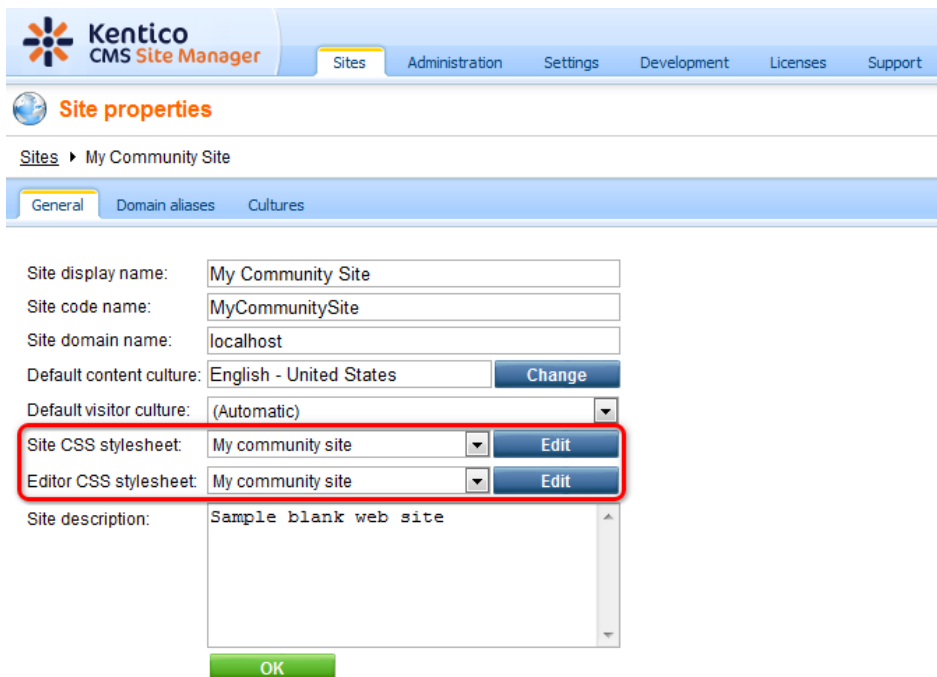 Kentico
CMS Site Manager
Sites Administration Settings Development Licenses Support
Site properties
Sites My Community Site
General Domain aliases Cultures
Site display name: My Community Site
Site code name: MyCommunitySite
Site domain name: localhost
Default content culture: English - United States Change
Default visitor culture: (Automatic)
Site CSS stylesheet: My community site Edit
Editor CSS stylesheet: My community site Edit
Site description: Sample blank web site
OK